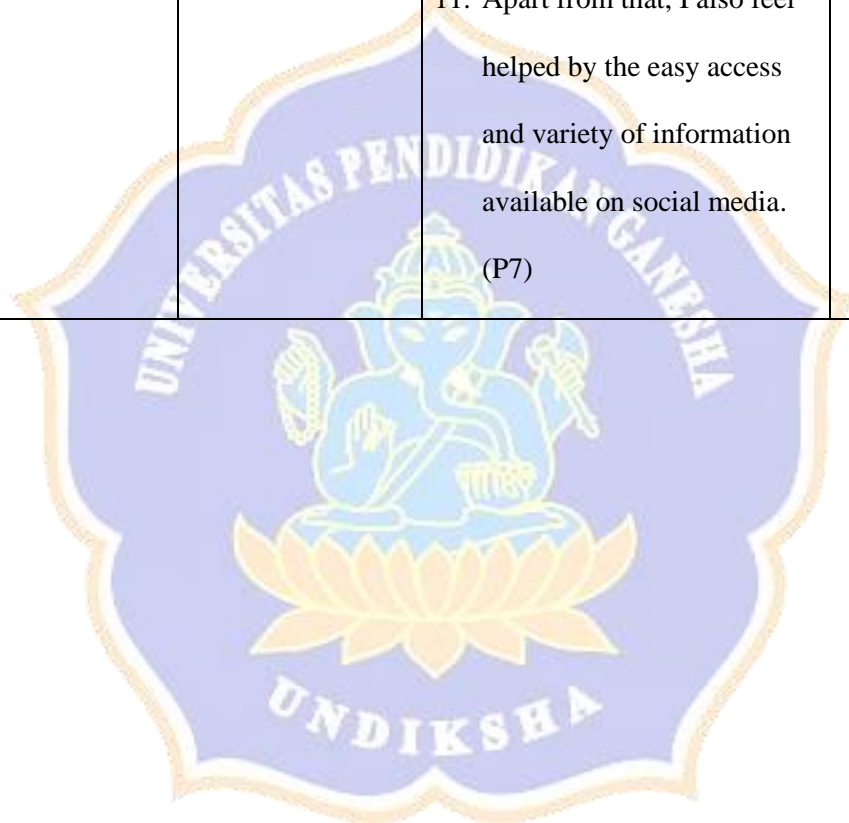 11. Apart from that, I also feel
helped by the easy access
and variety of information
available on social media.
(P7)
UNIVERSITAS PENDIDIKAN GANESHA
UNDIKSHA